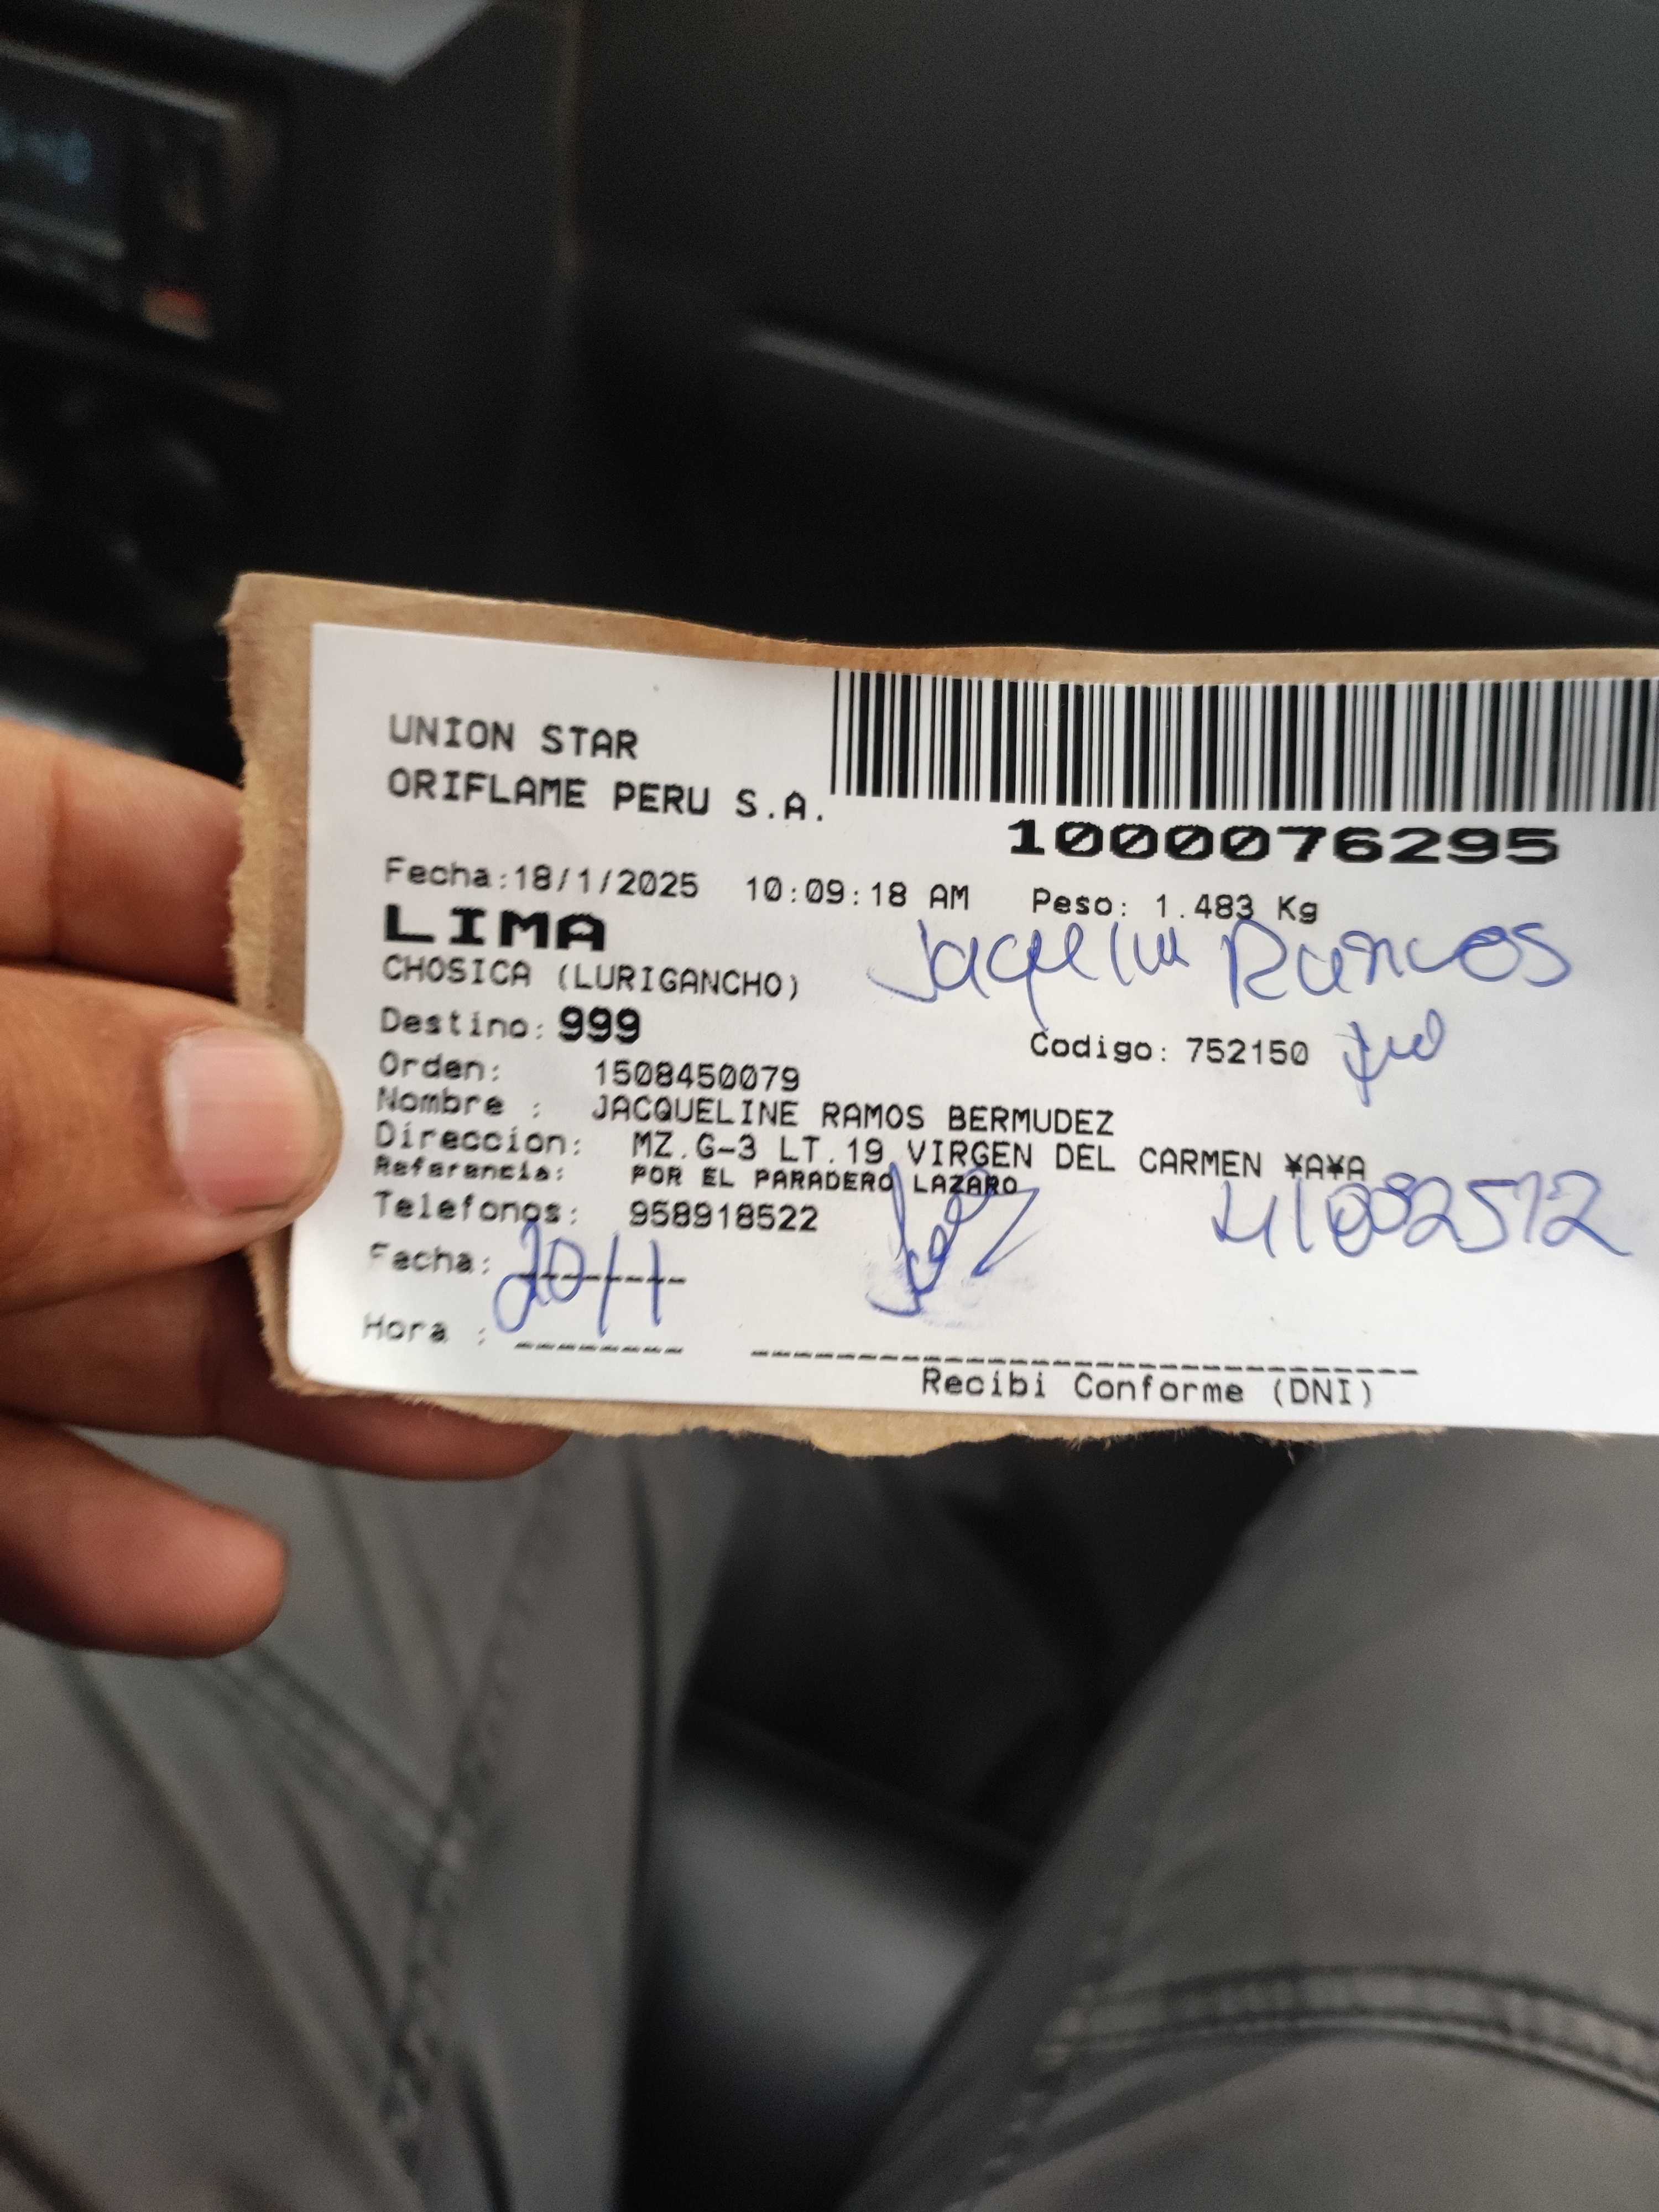 UNION STAR
ORIFLAME PERU S.A.
1000076295
Fecha:18/1/2025 10:09:18 AM Peso: 1.483 Kg
LIMA
CHOSICA (LURIGANCHO)
Destino: 999
Codigo: 752150
Orden: 1508450079
Nombre : JACQUELINE RAMOS BERMUDEZ
Direccion: MZ.G-3 LT.19 VIRGEN DEL CARMEN ¥A¥A
Referencia: POR EL PARADERO LAZARO
Telefonos: 958918522
Fecha: 20/1
Hora :
Recibi Conforme (DNI)